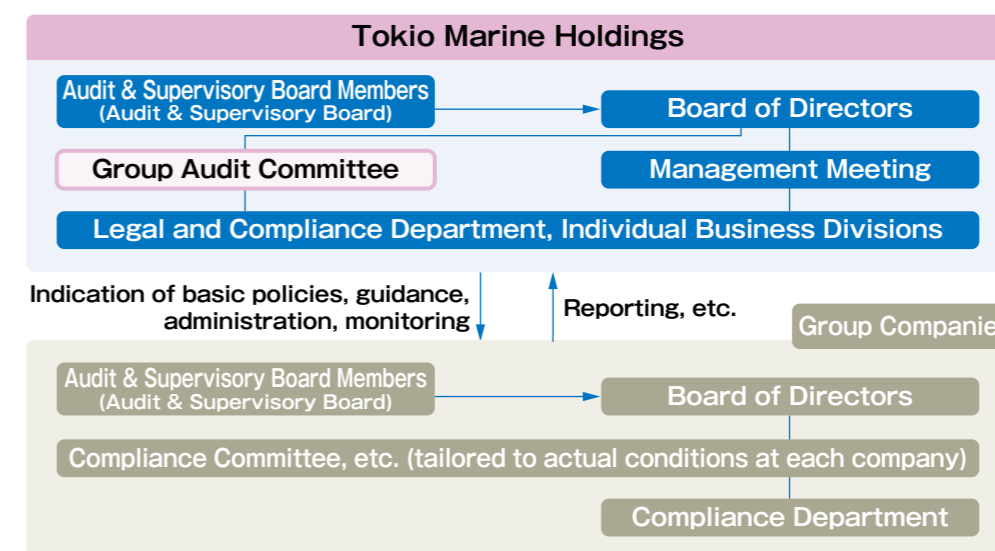 Tokio Marine Holdings
Audit & Supervisory Board Members
(Audit & Supervisory Board)
Board of Directors
Group Audit Committee
Management Meeting
Legal and Compliance Department, Individual Business Divisions
Indication of basic policies, guidance,
administration, monitoring
Reporting, etc.
Group Companie
Audit & Supervisory Board Members
(Audit & Supervisory Board)
Board of Directors
Compliance Committee, etc. (tailored to actual conditions at each company)
Compliance Department